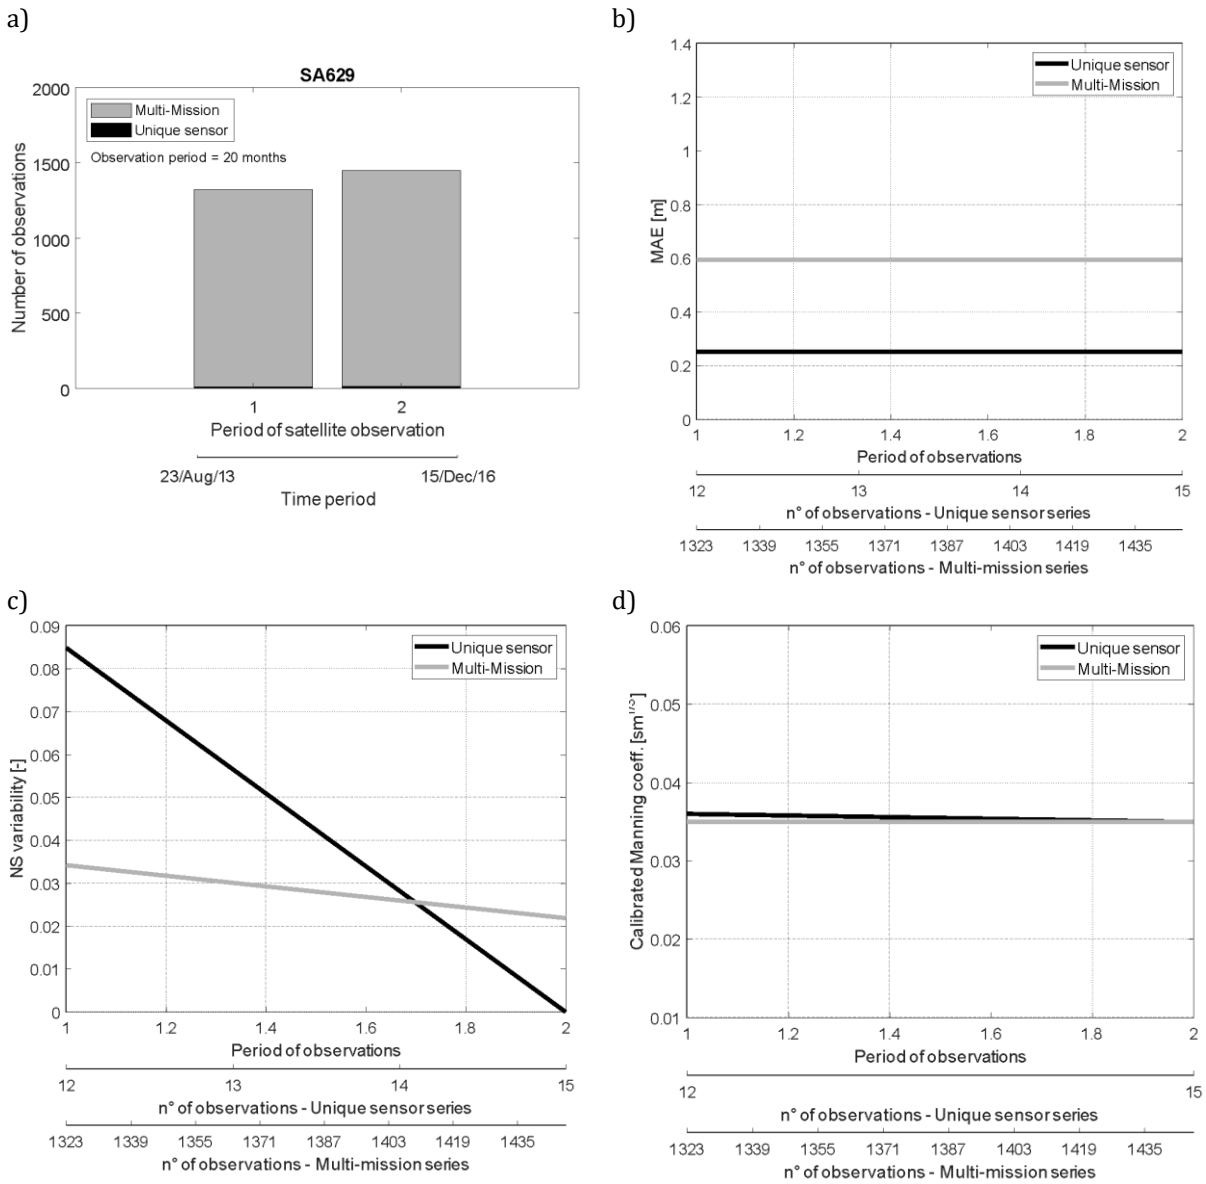 a)
SA629
2000
1500
1000
500
0
Number of observations
Multi-Mission
Unique sensor
Observation period = 20 months
1 2
Period of satellite observation
23/Aug/13 15/Dec/16
Time period
b)
1.4
1.2
1
0.8
0.6
0.4
0.2
0
MAE [m]
Unique sensor
Multi-Mission
1 1.2 1.4 1.6 1.8 2
Period of observations
12 13 14 15
n° of observations - Unique sensor series
1323 1339 1355 1371 1387 1403 1419 1435
n° of observations - Multi-mission series
c)
0.09
0.08
0.07
0.06
0.05
0.04
0.03
0.02
0.01
0
NS variability [-]
Unique sensor
Multi-Mission
1 1.2 1.4 1.6 1.8 2
Period of observations
12 13 14 15
n° of observations - Unique sensor series
1323 1339 1355 1371 1387 1403 1419 1435
n° of observations - Multi-mission series
d)
0.06
0.05
0.04
0.03
0.02
0.01
Calibrated Manning coeff. [sm^1/3]
Unique sensor
Multi-Mission
1 1.2 1.4 1.6 1.8 2
Period of observations
12 15
n° of observations - Unique sensor series
1323 1339 1355 1371 1387 1403 1419 1435
n° of observations - Multi-mission series